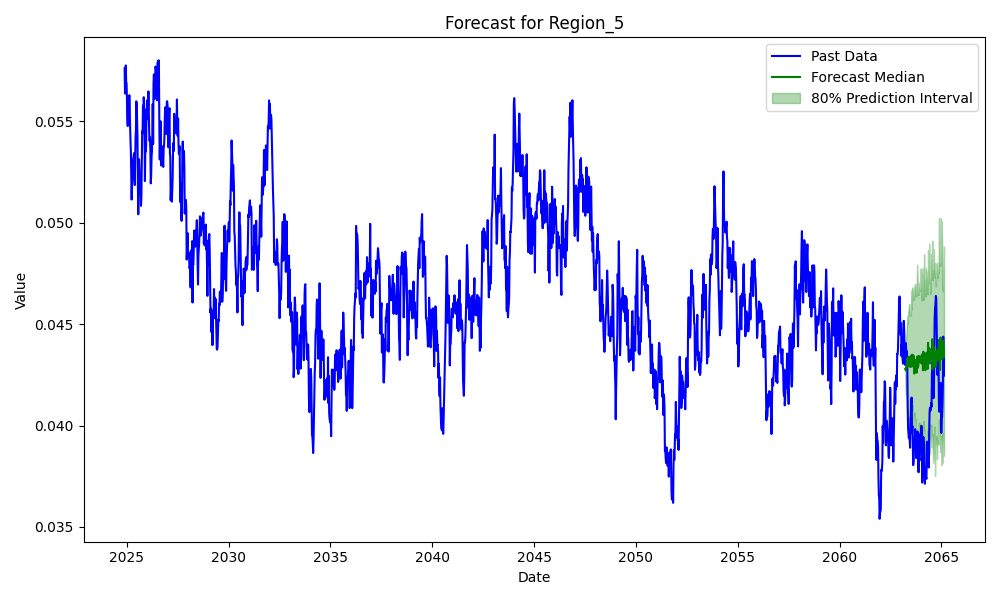 Forecast for Region_5
Past Data
Forecast Median
80% Prediction Interval
Value
0.055
0.050
0.045
0.040
0.035
2025 2030 2035 2040 2045 2050 2055 2060 2065
Date